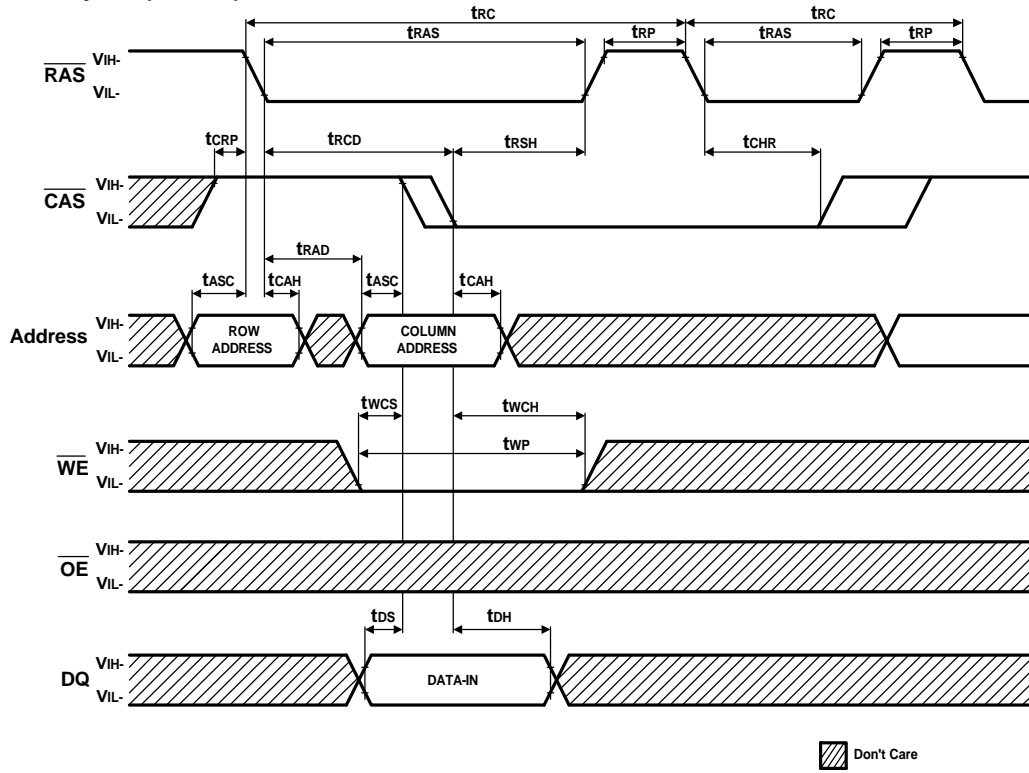 tRC tRC
tRAS tRP tRAS tRP
RAS VIH-
VIL-
tCRP tRCD tRSH tCHR
CAS VIH-
VIL-
tRAD
tASC tCAH tASC tCAH
Address VIH-
VIL-
ROW
ADDRESS
COLUMN
ADDRESS
tWCS tWCH
tWP
WE VIH-
VIL-
OE VIH-
VIL-
tDS tDH
DQ VIH-
VIL-
DATA-IN
Don't Care